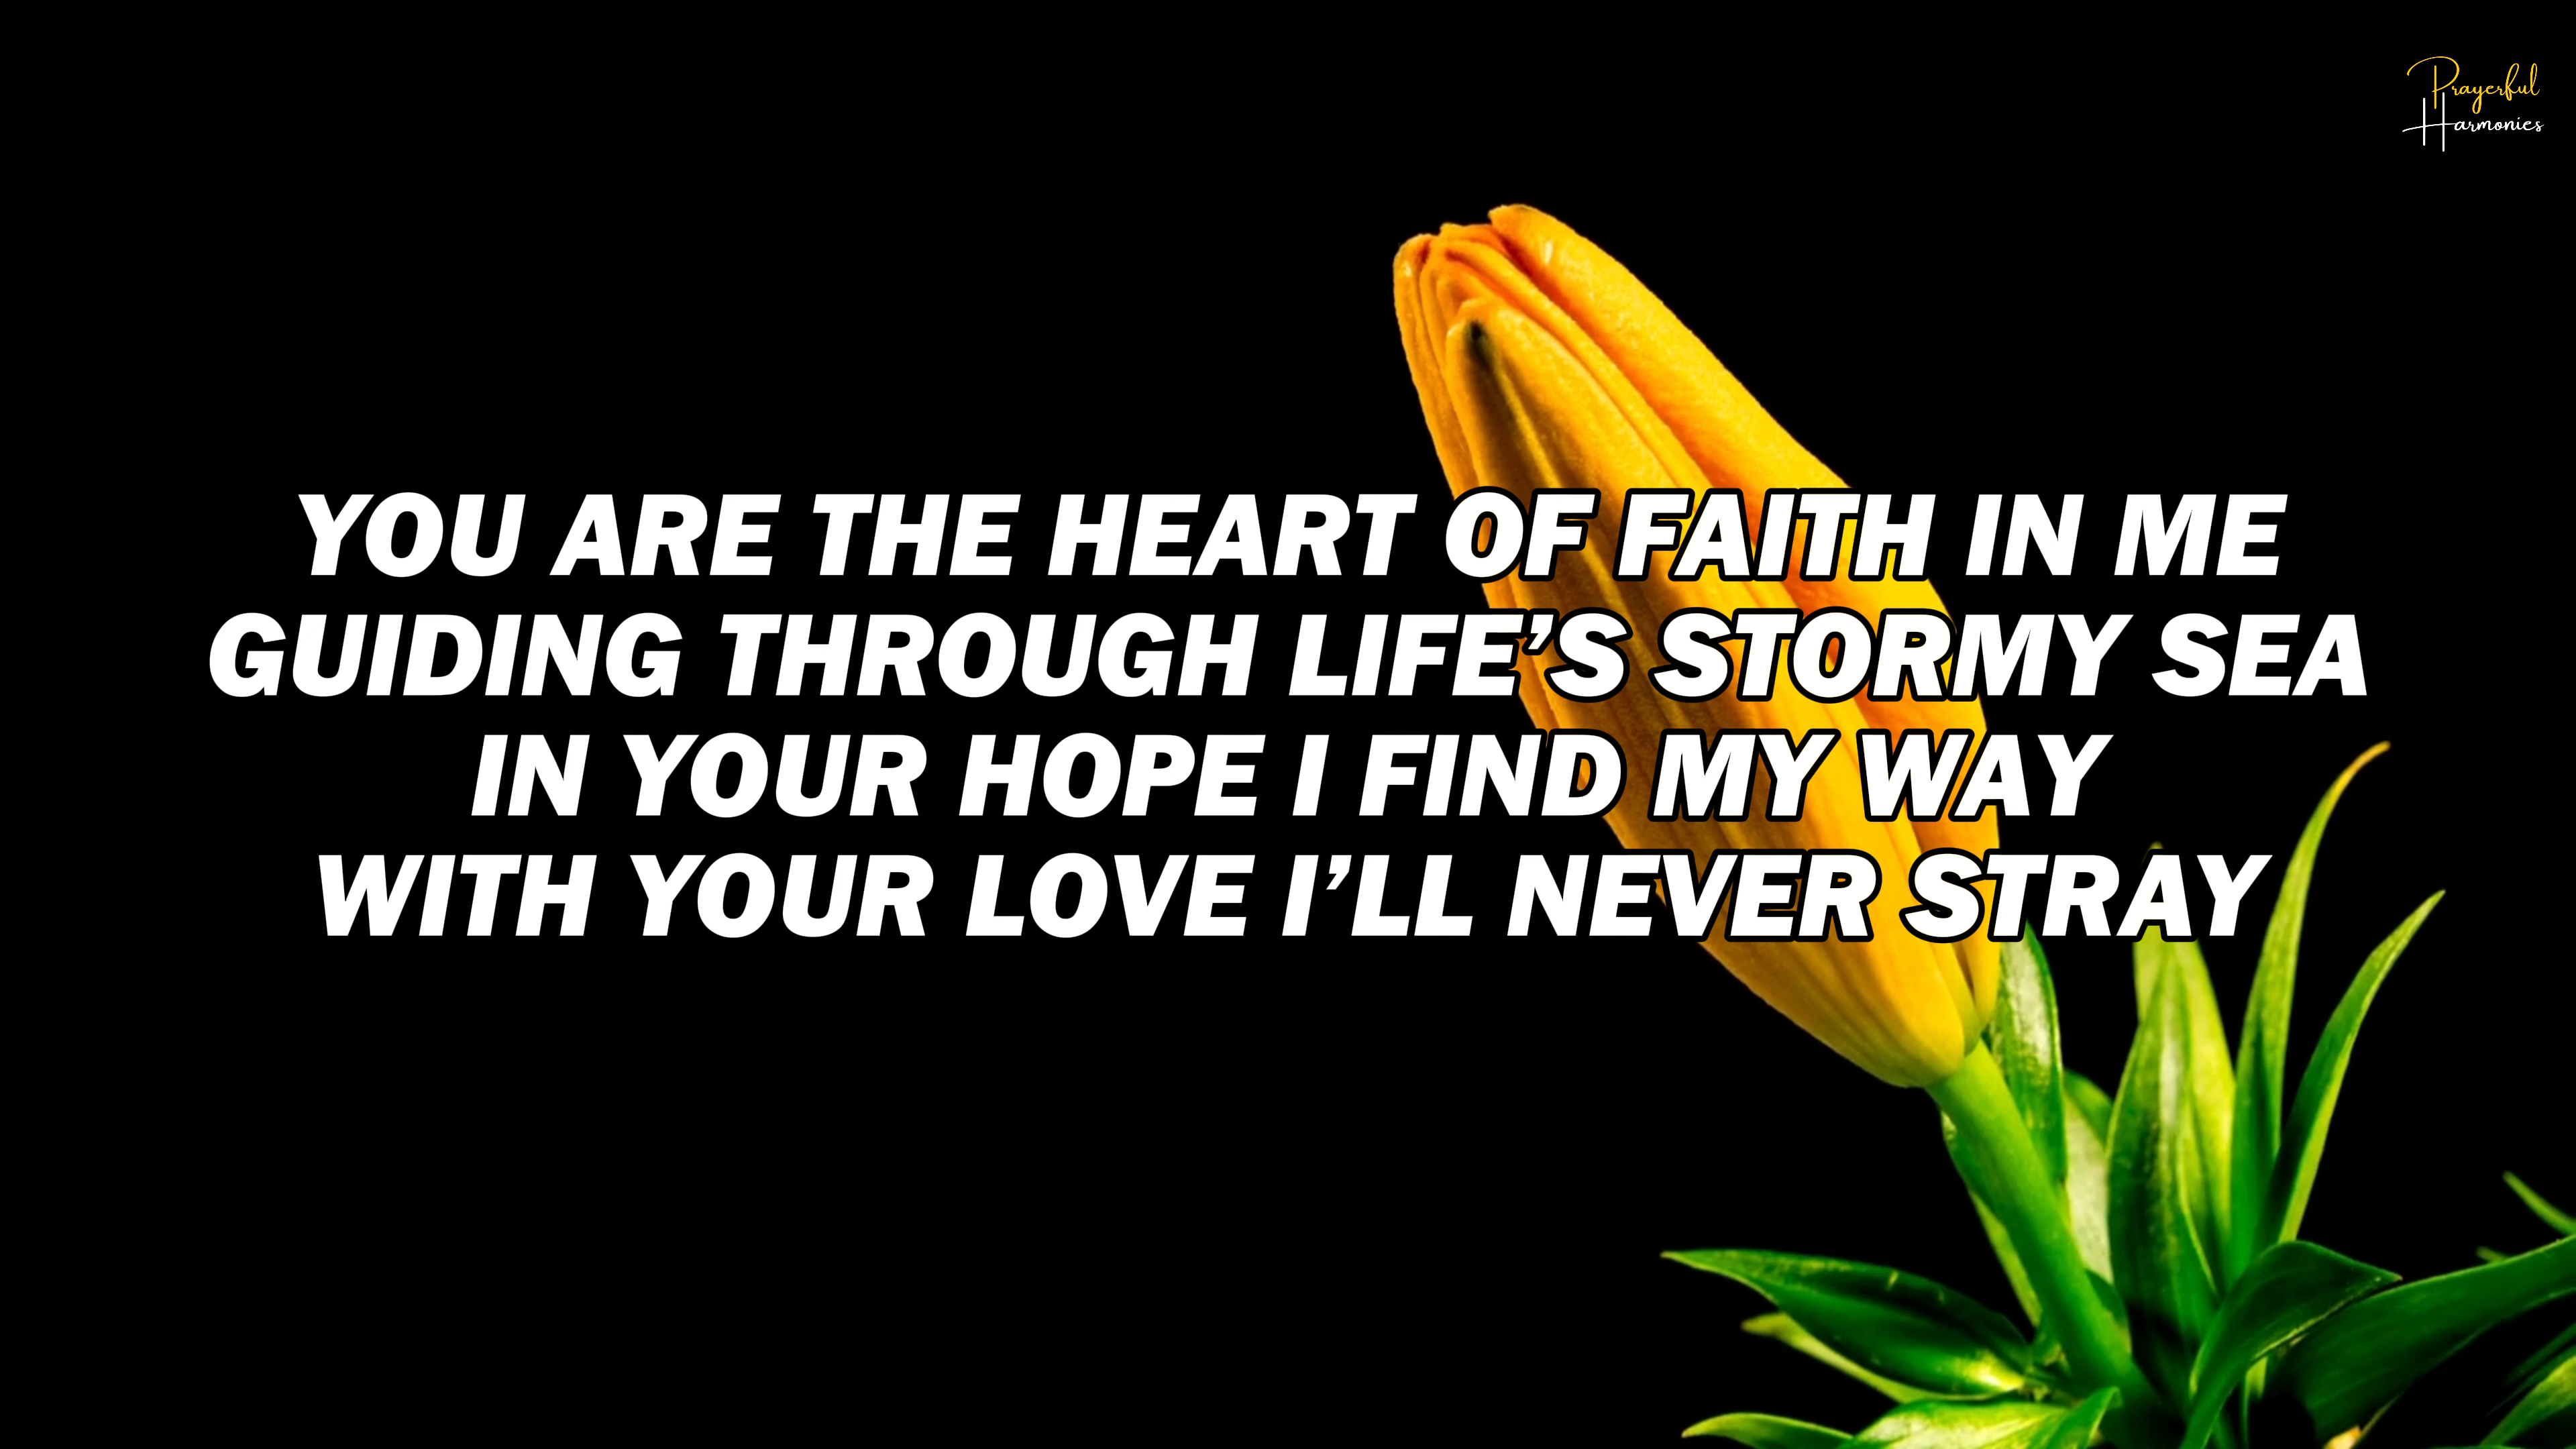 Prayerful
Harmonies
YOU ARE THE HEART OF FAITH IN ME
GUIDING THROUGH LIFE’S STORMY SEA
IN YOUR HOPE I FIND MY WAY
WITH YOUR LOVE I’LL NEVER STRAY